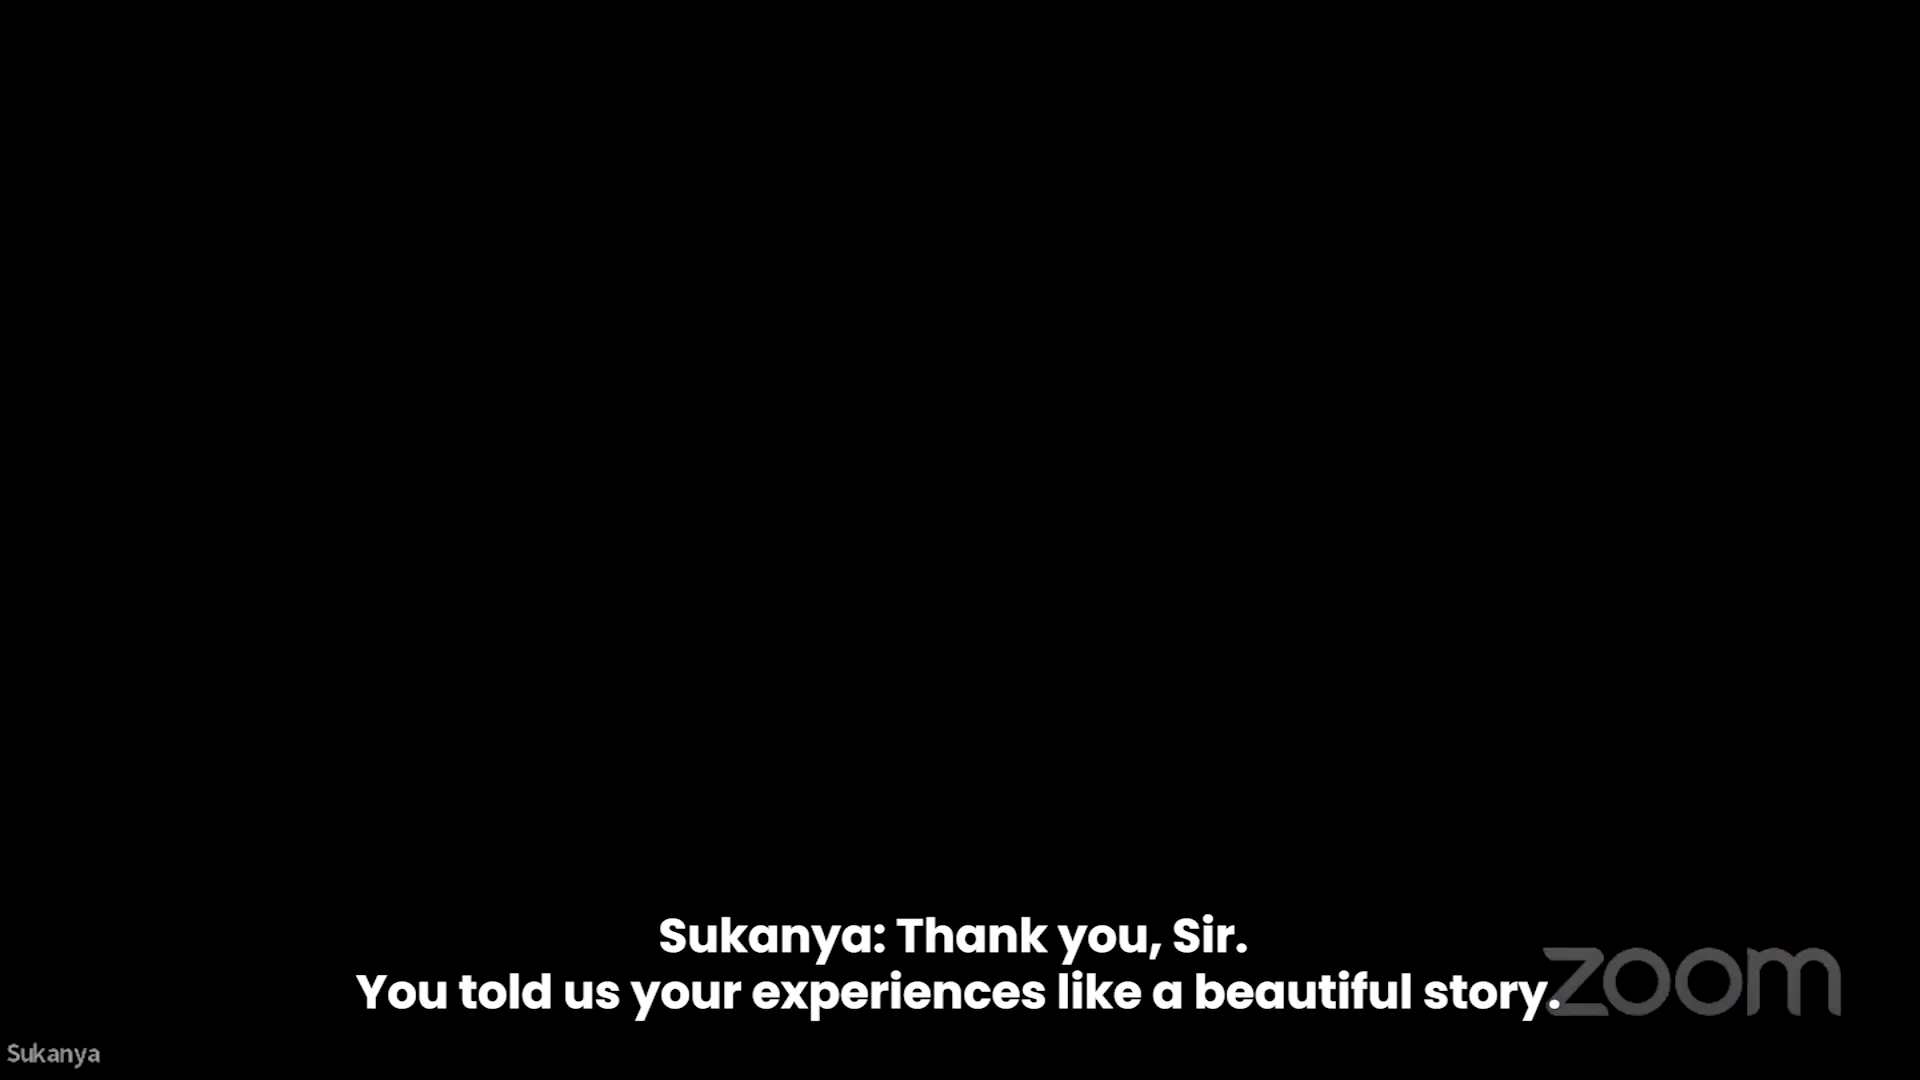 Sukanya: Thank you, Sir.
You told us your experiences like a beautiful story.
zoom
Sukanya